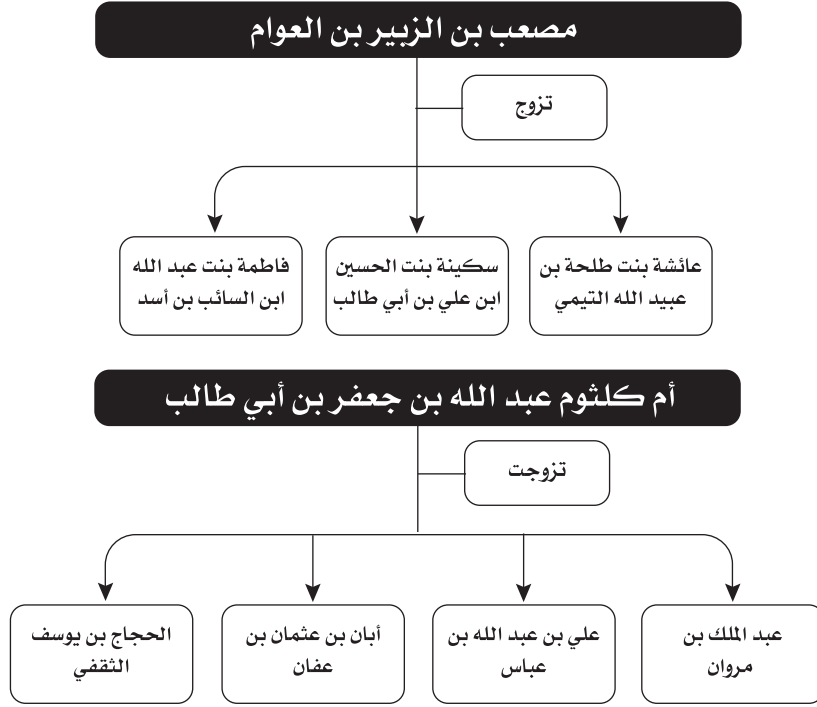 مصعب بن الزبير بن العوام
تزوج
عائشة بنت طلحة بن
عبيد الله التيمي
سكينة بنت الحسين
ابن علي بن أبي طالب
فاطمة بنت عبد الله
ابن السائب بن أسد
أم كلثوم عبد الله بن جعفر بن أبي طالب
تزوجت
عبد الملك بن
مروان
علي بن عبد الله بن
عباس
أبان بن عثمان بن
عفان
الحجاج بن يوسف
الثقفي